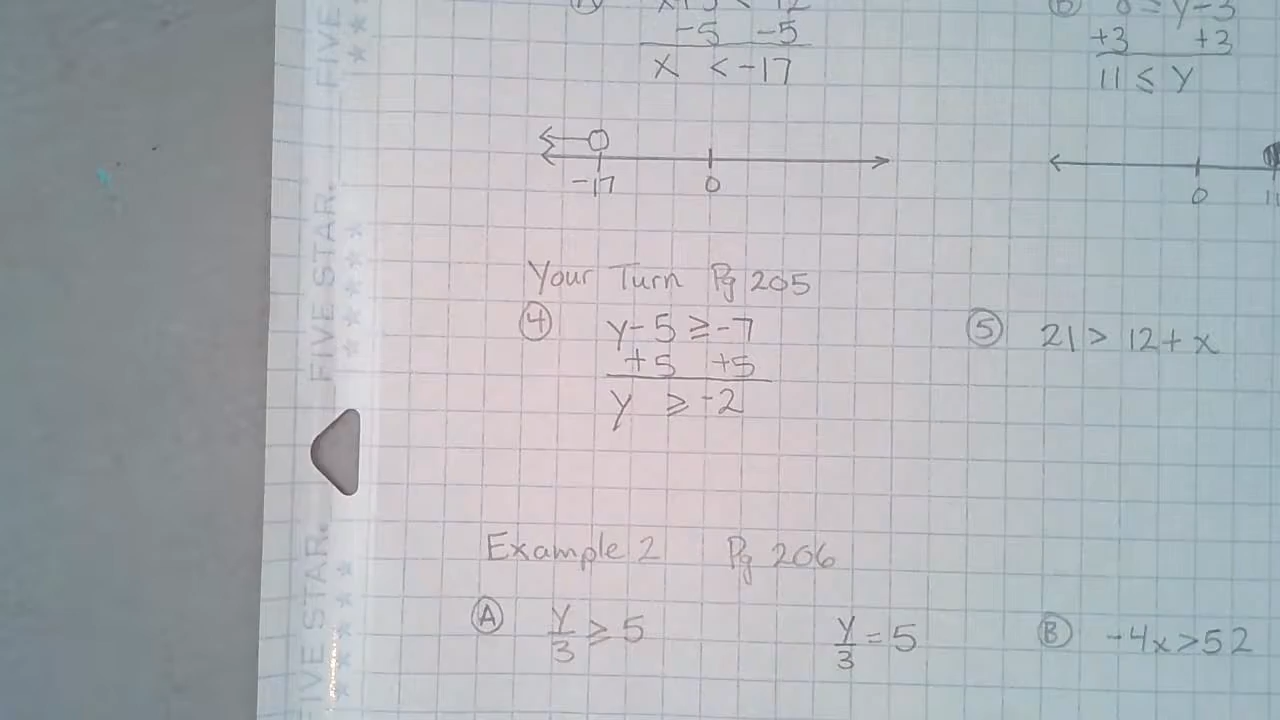 -5 -5
x < -17
+3 +3
11 ≤ y
-17 0
0 11
Your Turn Pg 205
④ y-5 ≥ -7
+5 +5
y ≥ -2
⑤ 21 > 12 + x
Example 2 Pg 206
Ⓐ y/3 ≥ 5
y/3 = 5
Ⓑ -4x > 52
FIVE STAR.
FIVE STAR.
FIVE